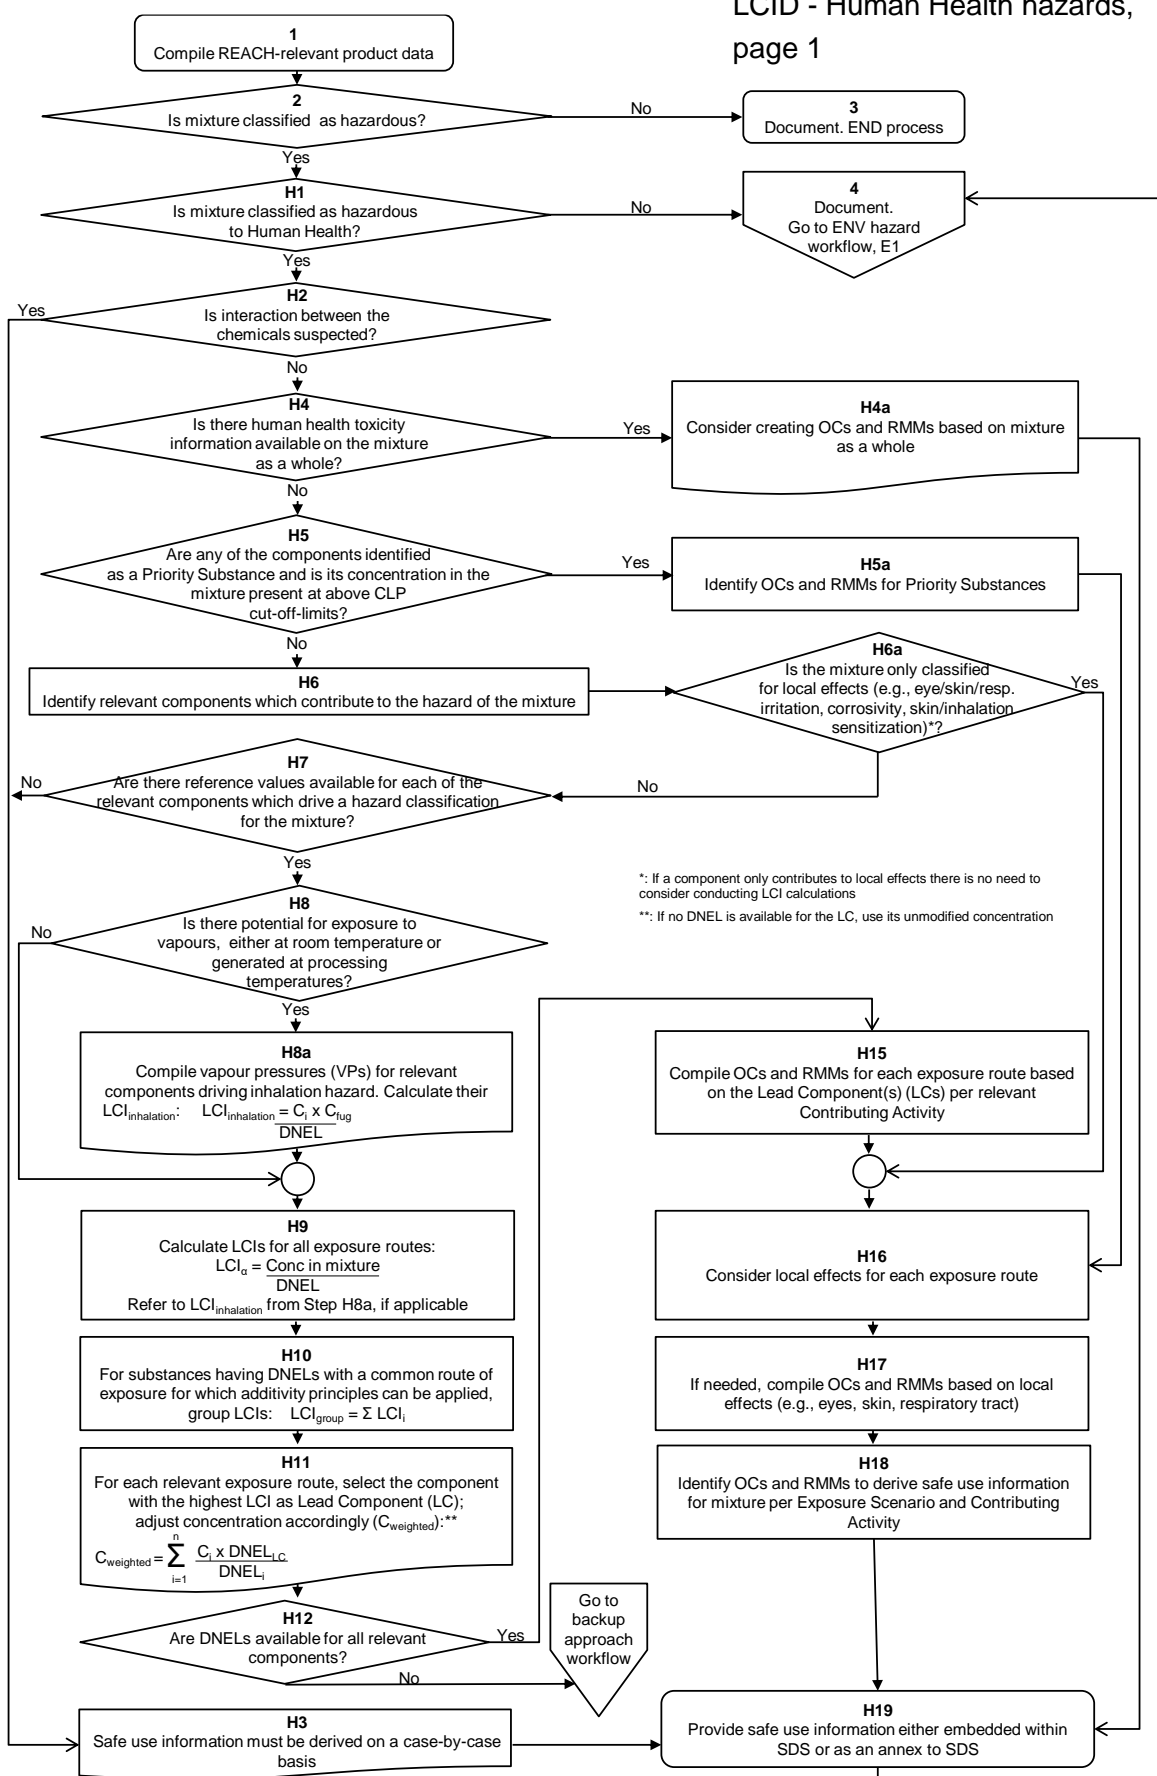 LCID - Human Health hazards,
page 1
1
Compile REACH-relevant product data
2
Is mixture classified as hazardous?
No
3
Document. END process
Yes
H1
Is mixture classified as hazardous
to Human Health?
No
4
Document.
Go to ENV hazard
workflow, E1
Yes
H2
Is interaction between the
chemicals suspected?
Yes
No
H4
Is there human health toxicity
information available on the mixture
as a whole?
Yes
H4a
Consider creating OCs and RMMs based on mixture
as a whole
No
H5
Are any of the components identified
as a Priority Substance and is its concentration in the
mixture present at above CLP
cut-off-limits?
Yes
H5a
Identify OCs and RMMs for Priority Substances
No
H6
Identify relevant components which contribute to the hazard of the mixture
H6a
Is the mixture only classified
for local effects (e.g., eye/skin/resp.
irritation, corrosivity, skin/inhalation
sensitization)*?
Yes
No
H7
Are there reference values available for each of the
relevant components which drive a hazard classification
for the mixture?
No
Yes
*: If a component only contributes to local effects there is no need to
consider conducting LCI calculations
**: If no DNEL is available for the LC, use its unmodified concentration
H8
Is there potential for exposure to
vapours, either at room temperature or
generated at processing
temperatures?
No
Yes
H8a
Compile vapour pressures (VPs) for relevant
components driving inhalation hazard. Calculate their
LCIinhalation: LCIinhalation = Ci x Cfug
DNEL
H9
Calculate LCIs for all exposure routes:
LCIα = Conc in mixture
DNEL
Refer to LCIinhalation from Step H8a, if applicable
H10
For substances having DNELs with a common route of
exposure for which additivity principles can be applied,
group LCIs: LCIgroup = Σ LCIi
H11
For each relevant exposure route, select the component
with the highest LCI as Lead Component (LC);
adjust concentration accordingly (Cweighted):**
n
Cweighted = Σ Ci x DNELLC
DNELi
i=1
H12
Are DNELs available for all relevant
components?
Yes
No
Go to
backup
approach
workflow
H15
Compile OCs and RMMs for each exposure route based
on the Lead Component(s) (LCs) per relevant
Contributing Activity
H16
Consider local effects for each exposure route
H17
If needed, compile OCs and RMMs based on local
effects (e.g., eyes, skin, respiratory tract)
H18
Identify OCs and RMMs to derive safe use information
for mixture per Exposure Scenario and Contributing
Activity
H3
Safe use information must be derived on a case-by-case
basis
H19
Provide safe use information either embedded within
SDS or as an annex to SDS